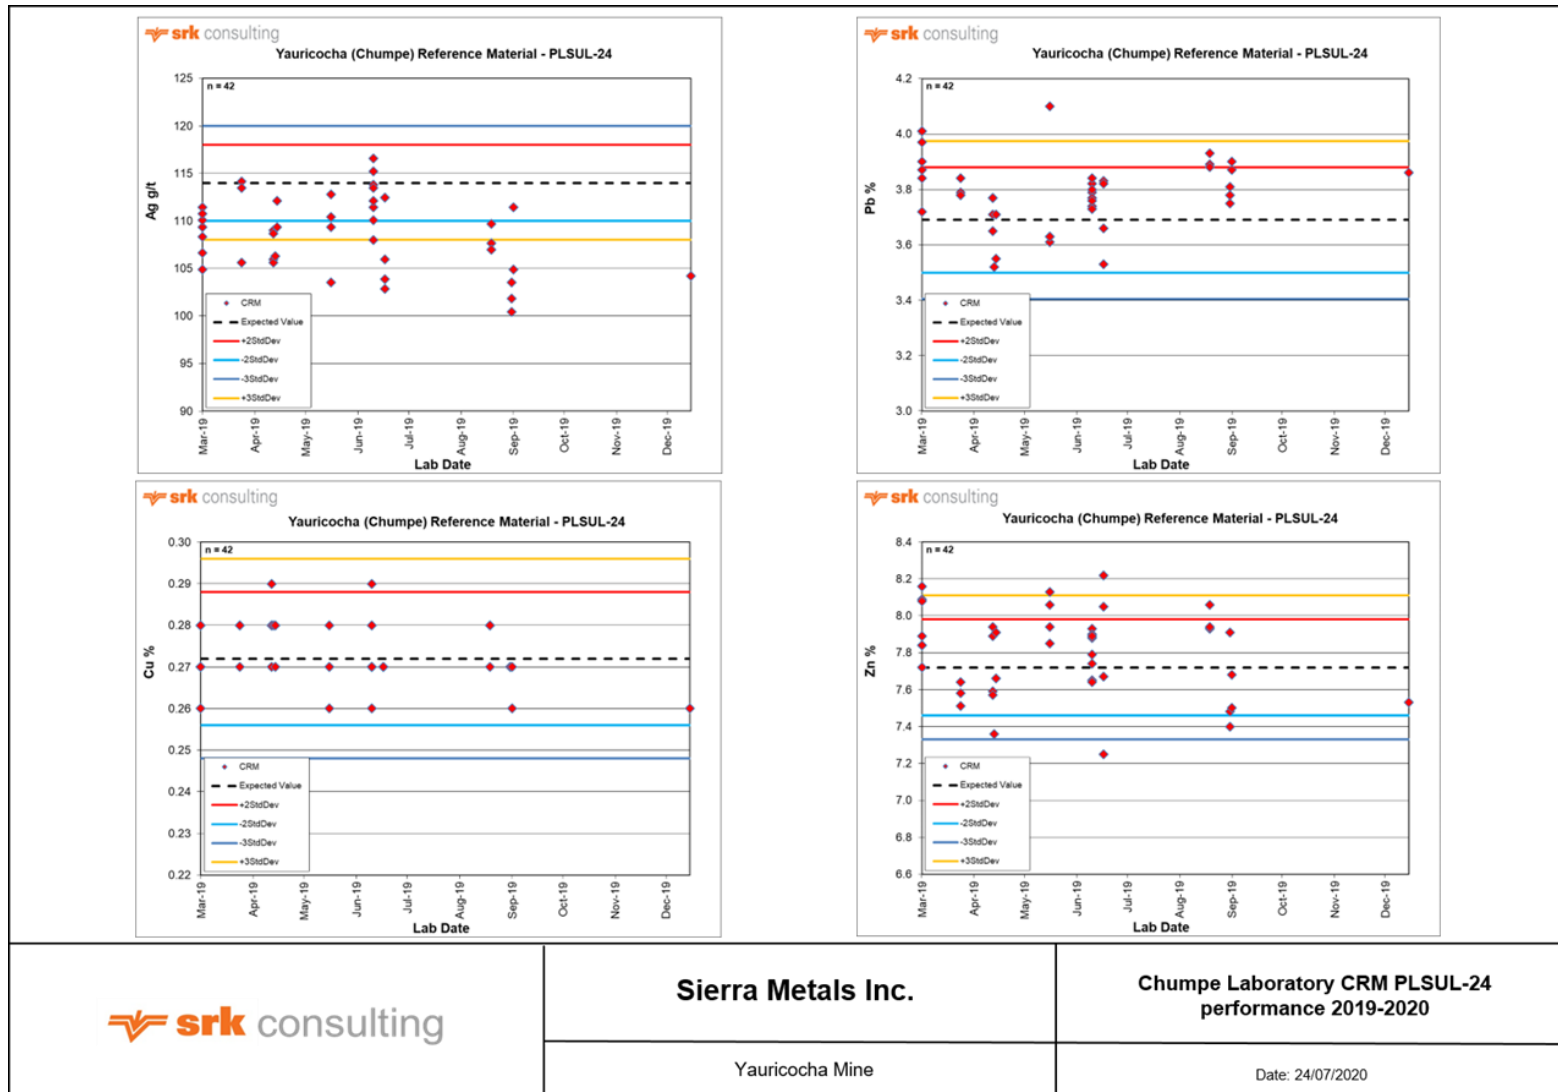 srk consulting
Yauricocha (Chumpe) Reference Material - PLSUL-24
n = 42
125
120
115
110
105
100
95
90
Ag g/t
CRM
Expected Value
+2StdDev
-2StdDev
-3StdDev
+3StdDev
Mar-19
Apr-19
May-19
Jun-19
Jul-19
Aug-19
Sep-19
Oct-19
Nov-19
Dec-19
Lab Date
srk consulting
Yauricocha (Chumpe) Reference Material - PLSUL-24
n = 42
4.2
4.0
3.8
3.6
3.4
3.2
3.0
Pb %
CRM
Expected Value
+2StdDev
-2StdDev
-3StdDev
+3StdDev
Mar-19
Apr-19
May-19
Jun-19
Jul-19
Aug-19
Sep-19
Oct-19
Nov-19
Dec-19
Lab Date
srk consulting
Yauricocha (Chumpe) Reference Material - PLSUL-24
n = 42
0.30
0.29
0.28
0.27
0.26
0.25
0.24
0.23
0.22
Cu %
CRM
Expected Value
+2StdDev
-2StdDev
-3StdDev
+3StdDev
Mar-19
Apr-19
May-19
Jun-19
Jul-19
Aug-19
Sep-19
Oct-19
Nov-19
Dec-19
Lab Date
srk consulting
Yauricocha (Chumpe) Reference Material - PLSUL-24
n = 42
8.4
8.2
8.0
7.8
7.6
7.4
7.2
7.0
6.8
6.6
Zn %
CRM
Expected Value
+2StdDev
-2StdDev
-3StdDev
+3StdDev
Mar-19
Apr-19
May-19
Jun-19
Jul-19
Aug-19
Sep-19
Oct-19
Nov-19
Dec-19
Lab Date
srk consulting
Sierra Metals Inc.
Yauricocha Mine
Chumpe Laboratory CRM PLSUL-24
performance 2019-2020
Date: 24/07/2020